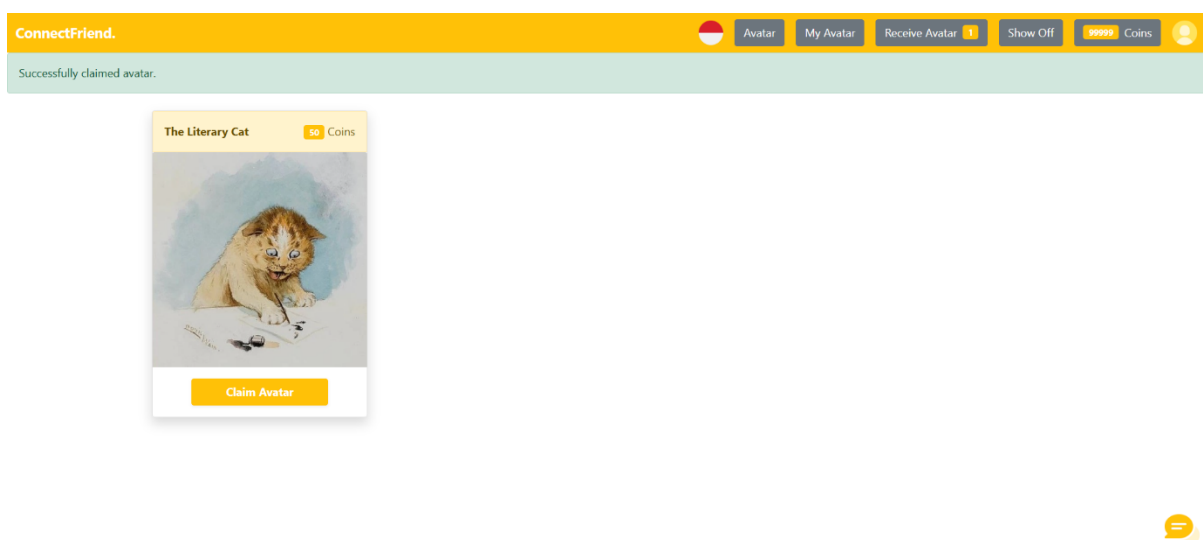 ConnectFriend. Avatar My Avatar Receive Avatar 1 Show Off 99999 Coins
Successfully claimed avatar.
The Literary Cat 50 Coins
Claim Avatar